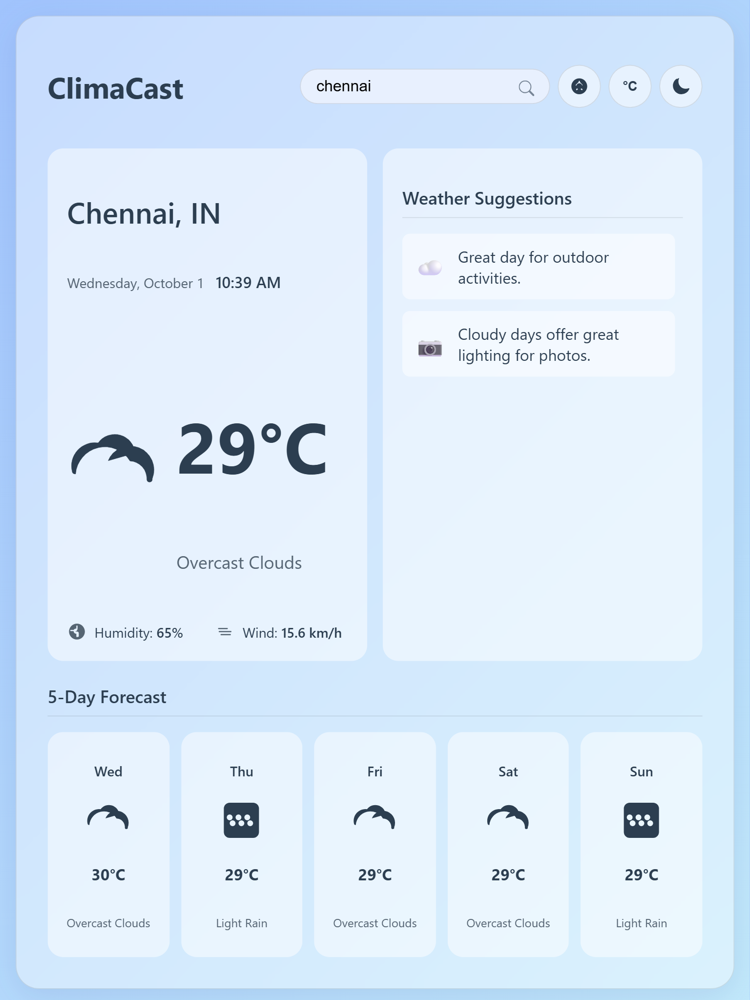 ClimaCast
chennai
°C
Chennai, IN
Wednesday, October 1 10:39 AM
29°C
Overcast Clouds
Humidity: 65%
Wind: 15.6 km/h
Weather Suggestions
Great day for outdoor
activities.
Cloudy days offer great
lighting for photos.
5-Day Forecast
Wed
30°C
Overcast Clouds
Thu
29°C
Light Rain
Fri
29°C
Overcast Clouds
Sat
29°C
Overcast Clouds
Sun
29°C
Light Rain